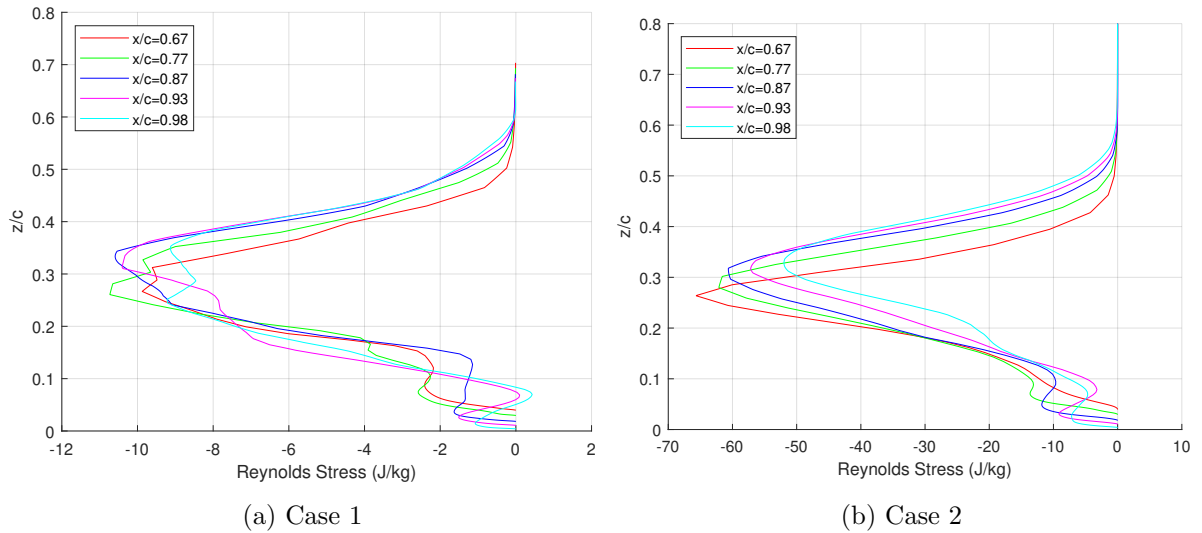 0.8
0.7
0.6
0.5
0.4
0.3
0.2
0.1
0
z/c
x/c=0.67
x/c=0.77
x/c=0.87
x/c=0.93
x/c=0.98
-12 -10 -8 -6 -4 -2 0 2
Reynolds Stress (J/kg)
(a) Case 1
0.8
0.7
0.6
0.5
0.4
0.3
0.2
0.1
0
z/c
x/c=0.67
x/c=0.77
x/c=0.87
x/c=0.93
x/c=0.98
-70 -60 -50 -40 -30 -20 -10 0 10
Reynolds Stress (J/kg)
(b) Case 2